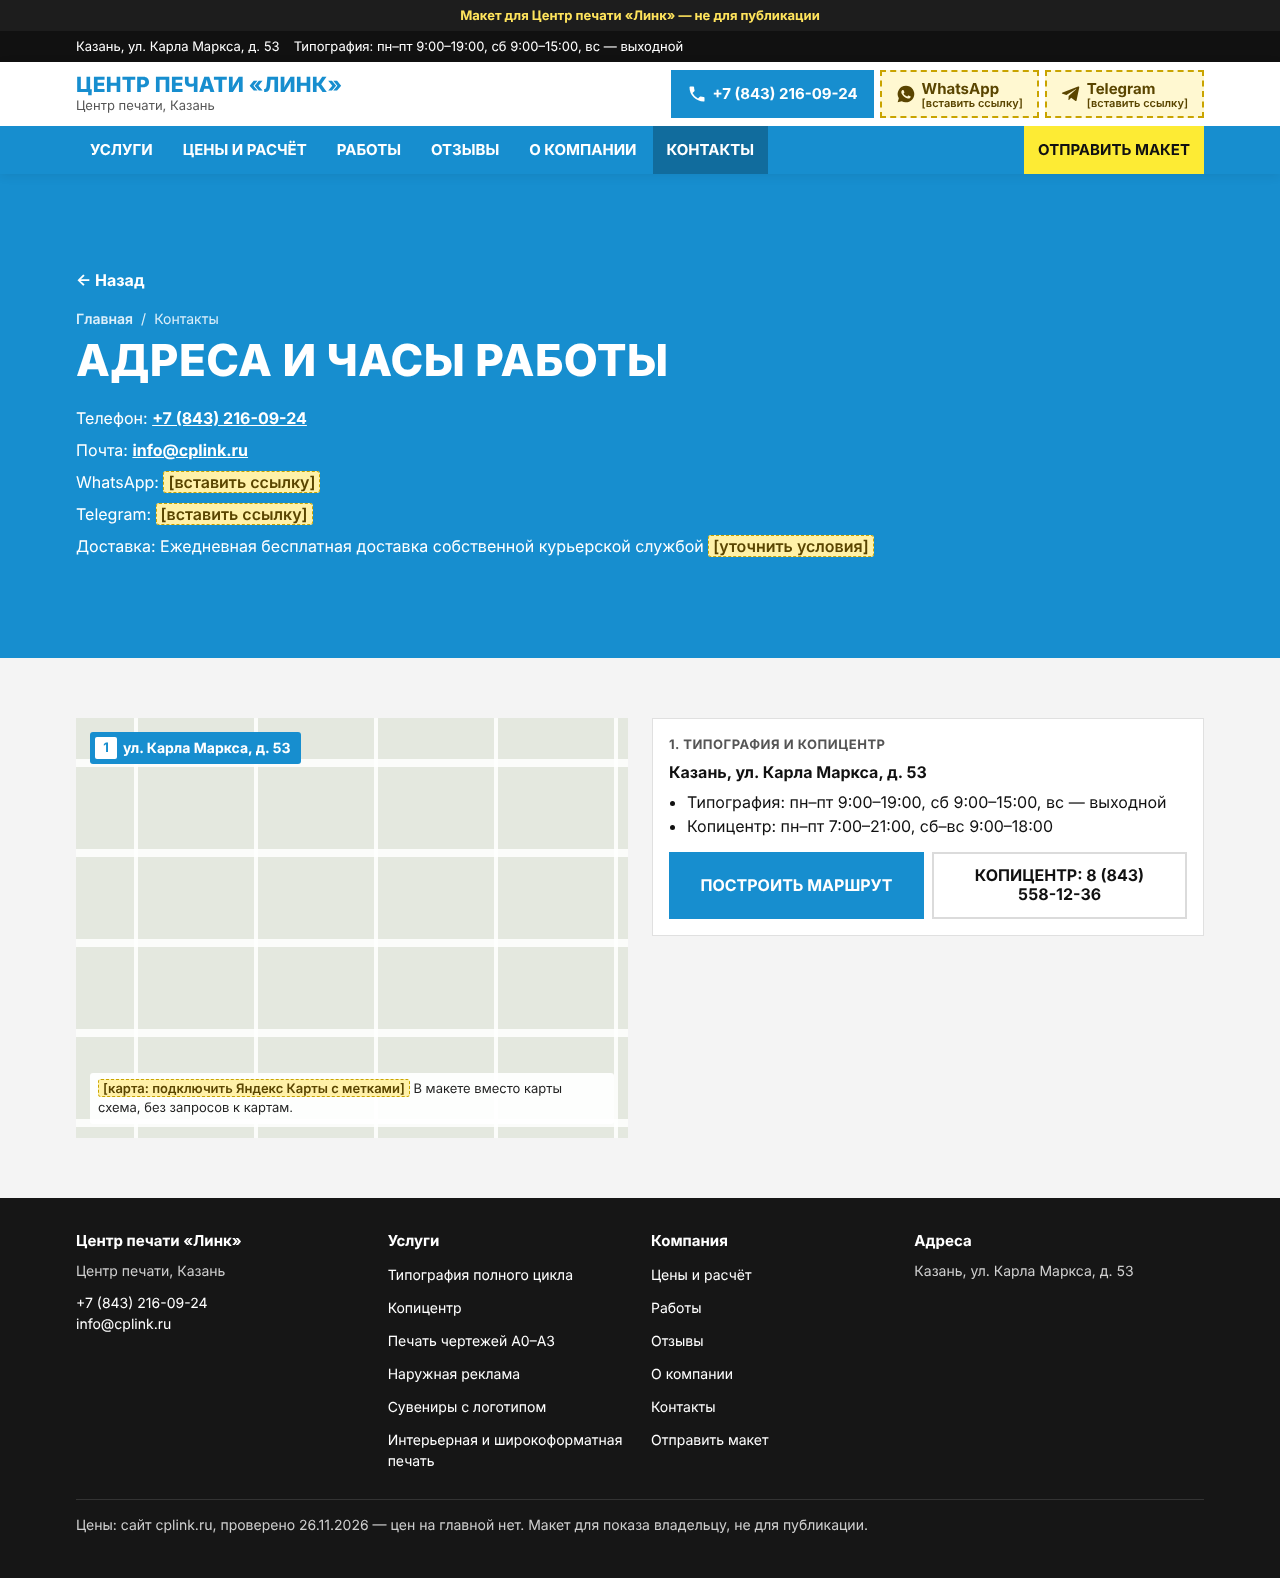 Макет для Центр печати «Линк» — не для публикации
Казань, ул. Карла Маркса, д. 53 Типография: пн–пт 9:00–19:00, сб 9:00–15:00, вс — выходной
ЦЕНТР ПЕЧАТИ «ЛИНК»
Центр печати, Казань
+7 (843) 216-09-24
WhatsApp
[вставить ссылку]
Telegram
[вставить ссылку]
УСЛУГИ ЦЕНЫ И РАСЧЁТ РАБОТЫ ОТЗЫВЫ О КОМПАНИИ КОНТАКТЫ ОТПРАВИТЬ МАКЕТ
← Назад
Главная / Контакты
АДРЕСА И ЧАСЫ РАБОТЫ
Телефон: +7 (843) 216-09-24
Почта: info@cplink.ru
WhatsApp: [вставить ссылку]
Telegram: [вставить ссылку]
Доставка: Ежедневная бесплатная доставка собственной курьерской службой [уточнить условия]
1 ул. Карла Маркса, д. 53
[карта: подключить Яндекс Карты с метками] В макете вместо карты
схема, без запросов к картам.
1. ТИПОГРАФИЯ И КОПИЦЕНТР
Казань, ул. Карла Маркса, д. 53
• Типография: пн–пт 9:00–19:00, сб 9:00–15:00, вс — выходной
• Копицентр: пн–пт 7:00–21:00, сб–вс 9:00–18:00
ПОСТРОИТЬ МАРШРУТ
КОПИЦЕНТР: 8 (843)
558-12-36
Центр печати «Линк»
Центр печати, Казань
+7 (843) 216-09-24
info@cplink.ru
Услуги
Типография полного цикла
Копицентр
Печать чертежей А0–А3
Наружная реклама
Сувениры с логотипом
Интерьерная и широкоформатная
печать
Компания
Цены и расчёт
Работы
Отзывы
О компании
Контакты
Отправить макет
Адреса
Казань, ул. Карла Маркса, д. 53
Цены: сайт cplink.ru, проверено 26.11.2026 — цен на главной нет. Макет для показа владельцу, не для публикации.